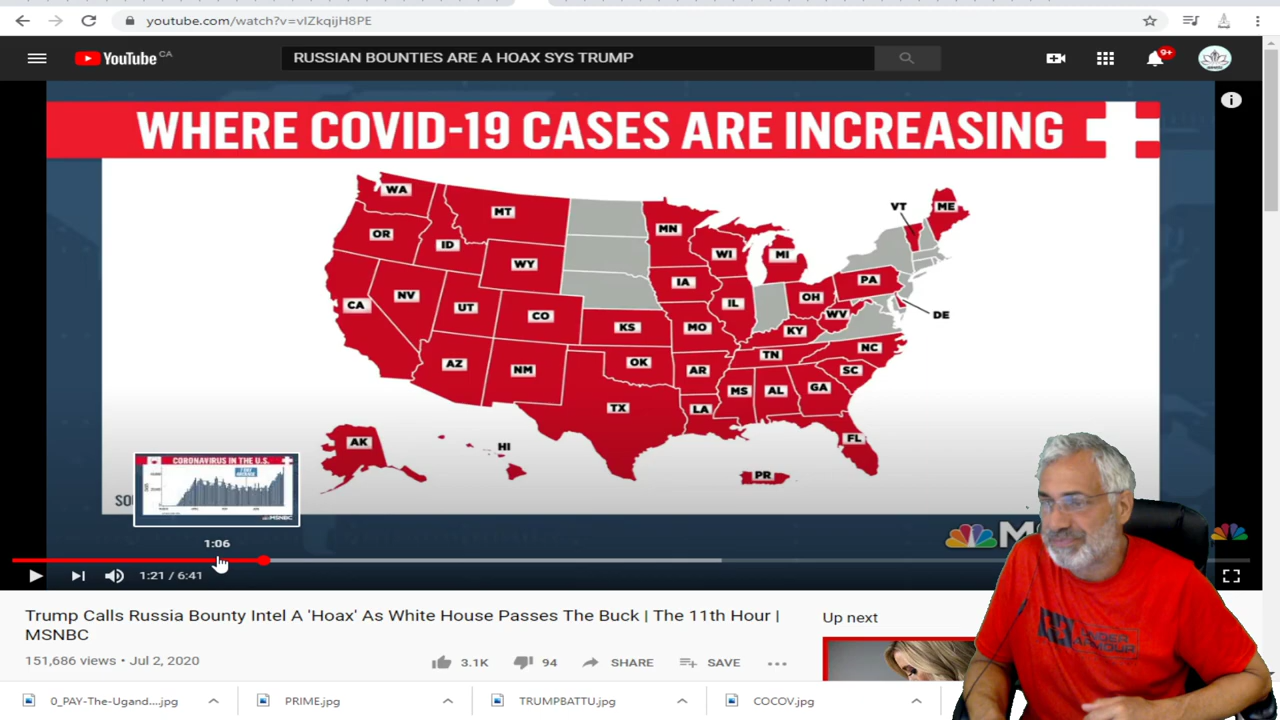 youtube.com/watch?v=vIZkqijH8PE
YouTube CA
RUSSIAN BOUNTIES ARE A HOAX SYS TRUMP
9+
WHERE COVID-19 CASES ARE INCREASING
WA
MT
VT
ME
OR
MN
ID
WI
MI
WY
PA
IA
NV
OH
CA
UT
IL
CO
WV
DE
KS
MO
KY
NC
AZ
NM
OK
TN
AR
SC
MS
AL
GA
TX
LA
FL
AK
HI
PR
CORONAVIRUS IN THE U.S.
MSNBC
SO
M
1:06
1:21 / 6:41
Trump Calls Russia Bounty Intel A 'Hoax' As White House Passes The Buck | The 11th Hour |
MSNBC
Up next
151,686 views • Jul 2, 2020
3.1K
94
SHARE
SAVE
UNDER
ARMOUR
0_PAY-The-Ugand....jpg
PRIME.jpg
TRUMPBATTU.jpg
COCOV.jpg